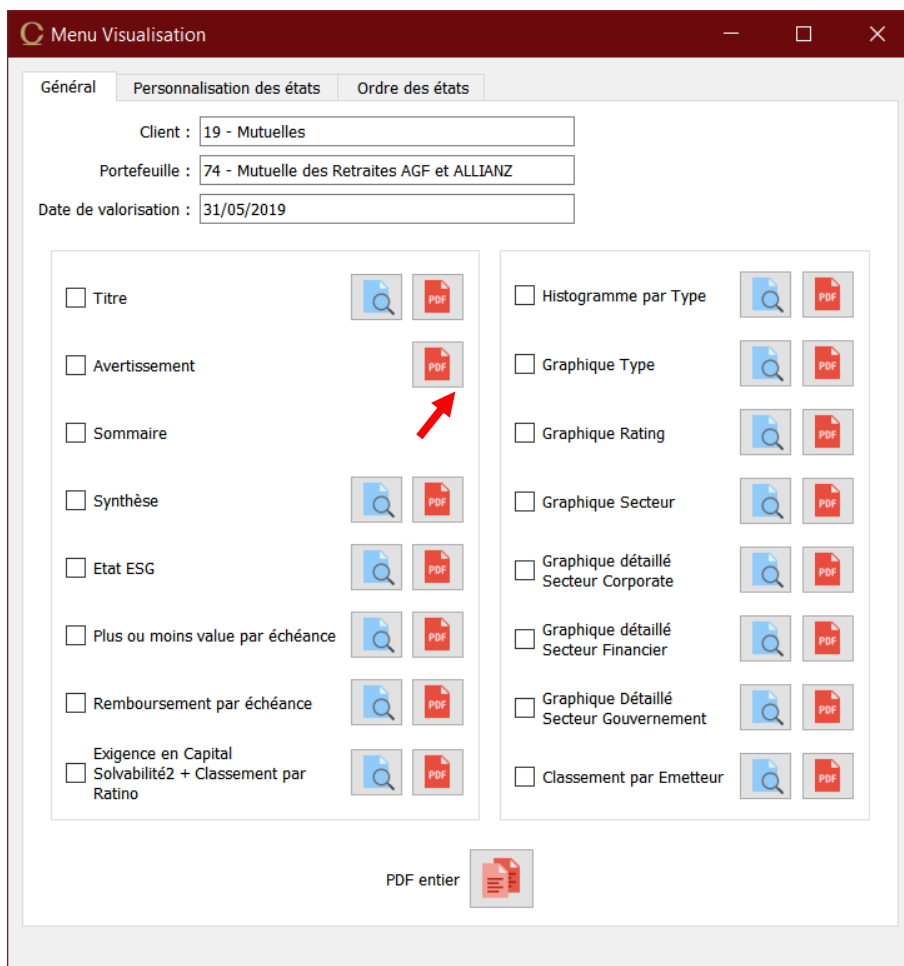 Menu Visualisation
Général Personnalisation des états Ordre des états
Client : 19 - Mutuelles
Portefeuille : 74 - Mutuelle des Retraites AGF et ALLIANZ
Date de valorisation : 31/05/2019
Titre PDF
Avertissement PDF
Sommaire
Synthèse PDF
Etat ESG PDF
Plus ou moins value par échéance PDF
Remboursement par échéance PDF
Exigence en Capital
Solvabilité2 + Classement par PDF
Ratino
Histogramme par Type PDF
Graphique Type PDF
Graphique Rating PDF
Graphique Secteur PDF
Graphique détaillé
Secteur Corporate PDF
Graphique détaillé
Secteur Financier PDF
Graphique Détaillé
Secteur Gouvernement PDF
Classement par Emetteur PDF
PDF entier